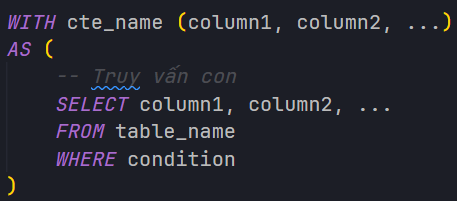 WITH cte_name (column1, column2, ...)
AS (
-- Truy vấn con
SELECT column1, column2, ...
FROM table_name
WHERE condition
)